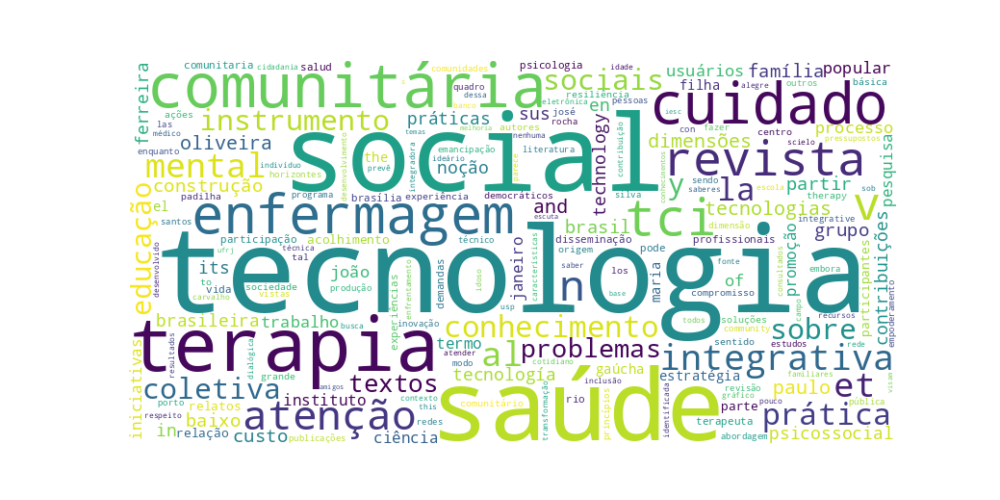 comunitária
social
cuidado
revista
enfermagem
tecnologia
tci
terapia
saúde
atenção
integrativa
prática
conhecimento
sociais
instrumento
mental
construção
educação
ferreira
oliveira
comunitaria
cidadania
salud
psicologia
comunidades
quadro
dessa
resiliência
eletrônica
pessoas
idade
usuários
família
popular
filha
alegre
outros
básica
ações
las
médico
enquanto
práticas
sus
josé
rocha
en
technology
iesc
con
fazer
centro
scielo
processo
pressupostos
dimensões
pesquisa
autores
nenhuma
literatura
the
noção
temas
melhoria
emancipação
ideário
prevê
integradora
desenvolvimento
individuo
horizontes
programa
padilha
brasília
experiência
democráticos
silva
contribuição
conhecimentos
y
la
partir
sendo
saberes
escola
therapy
sob
v
el
santos
participação
acolhimento
and
brasil
tecnologias
dimensão
integrative
grupo
contribuições
ufrj
técnica
tal
técnico
escuta
n
disseminação
origem
pode
profissionais
its
to
vida
sociedade
vistas
joão
produção
demandas
idoso
características
saber
los
base
janeiro
maria
of
fonte
compromisso
consultados
promoção
embora
campo
recursos
participantes
empoderamento
desenvolvido
carvalho
experiências
enfrentamento
usp
todos
community
soluções
sentido
estudos
rede
brasileira
trabalho
busca
inovação
termo
atender
modo
al
problemas
cotidiano
gaúcha
sobre
iniciativas
resultados
dialógica
grande
coletiva
textos
tecnología
inclusão
estratégia
familiares
revisão
gráfico
paulo
et
pouco
pública
visam
porto
respeito
relatos
baixo
instituto
amigos
contexto
this
comunitário
redes
transformação
rio
princípios
identificada
parte
terapeuta
abordagem
psicossocial
in
relação
custo
publicações
ciência